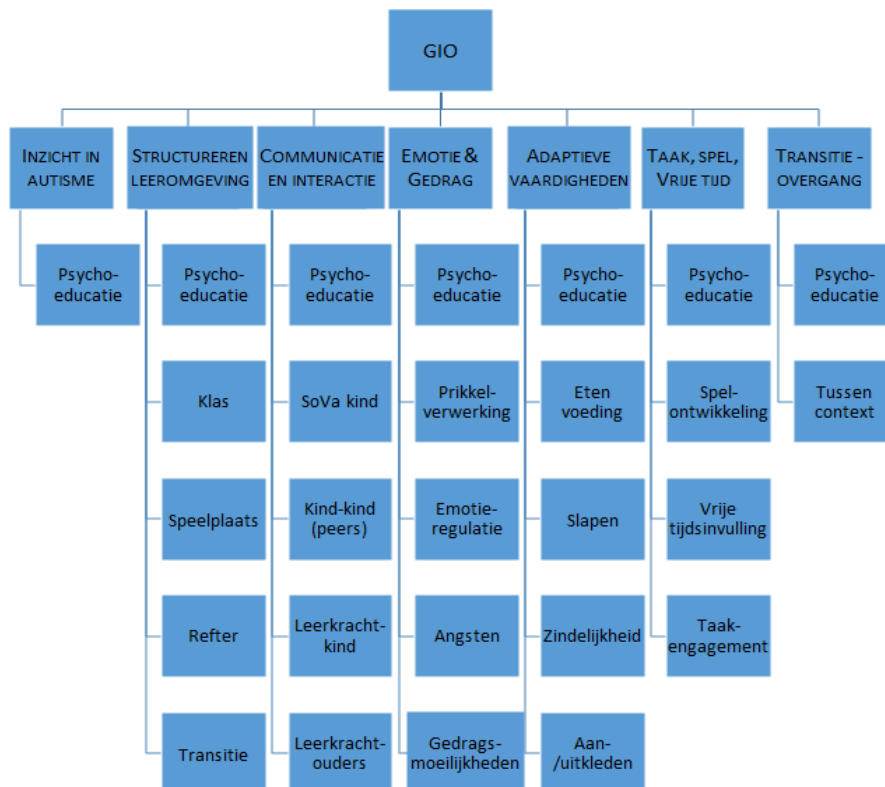 GIO
INZICHT IN
AUTISME
STRUCTUREREN
LEEROMGEVING
COMMUNICATIE
EN INTERACTIE
EMOTIE &
GEDRAG
ADAPTIEVE
VAARDIGHEDEN
TAAK, SPEL,
VRIJE TIJD
TRANSITIE -
OVERGANG
Psycho-
educatie
Psycho-
educatie
Psycho-
educatie
Psycho-
educatie
Psycho-
educatie
Psycho-
educatie
Psycho-
educatie
Klas
SoVa kind
Prikkel-
verwerking
Eten
voeding
Spel-
ontwikkeling
Tussen
context
Speelplaats
Kind-kind
(peers)
Emotie-
regulatie
Slapen
Vrije
tijdsinvulling
Refter
Leerkracht-
kind
Angsten
Zindelijkheid
Taak-
engagement
Transitie
Leerkracht-
ouders
Gedrags-
moeilijkheden
Aan-
/uitkleden